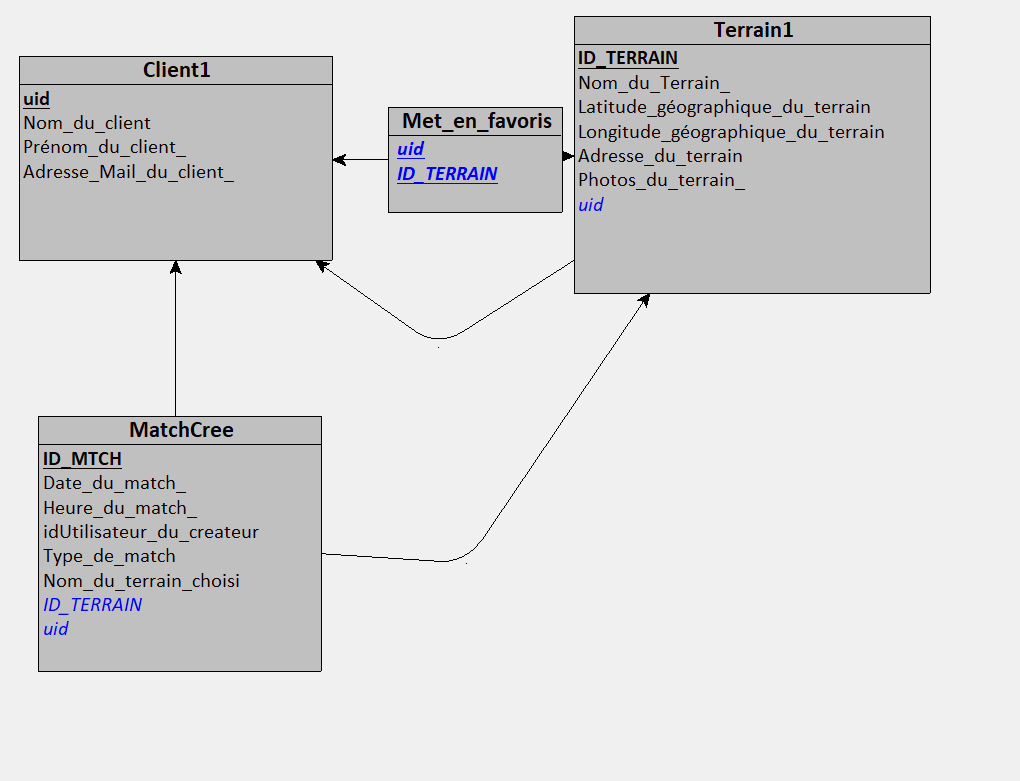 Client1
uid
Nom_du_client
Prénom_du_client_
Adresse_Mail_du_client_
Met_en_favoris
uid
ID_TERRAIN
Terrain1
ID_TERRAIN
Nom_du_Terrain_
Latitude_géographique_du_terrain
Longitude_géographique_du_terrain
Adresse_du_terrain
Photos_du_terrain_
uid
MatchCree
ID_MTCH
Date_du_match_
Heure_du_match_
idUtilisateur_du_createur
Type_de_match
Nom_du_terrain_choisi
ID_TERRAIN
uid